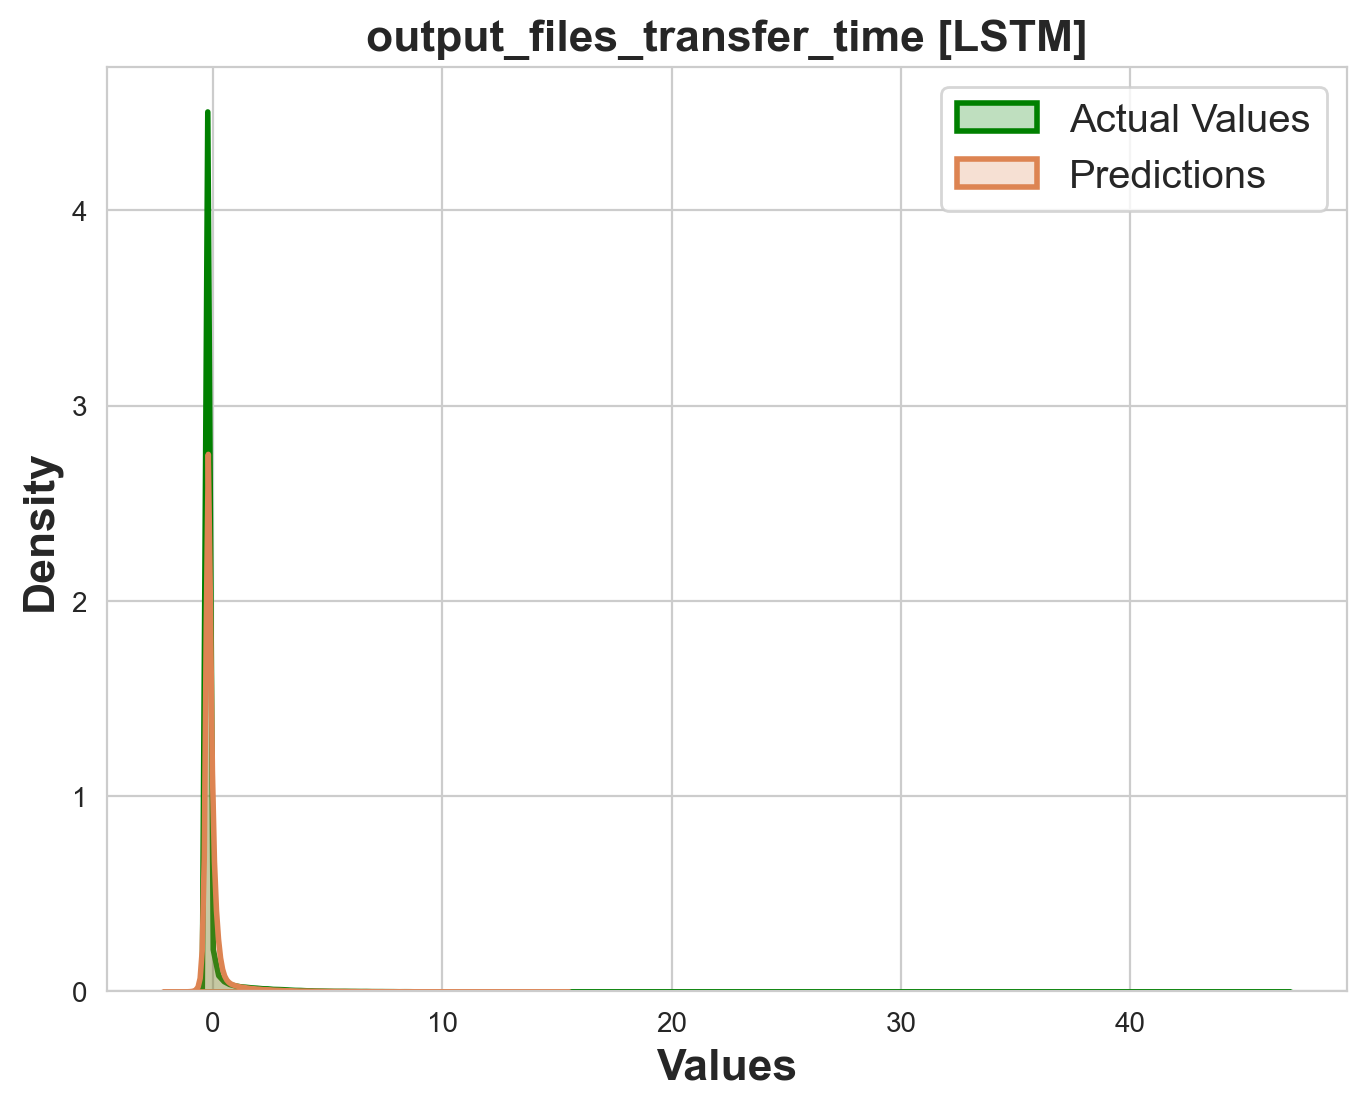 output_files_transfer_time [LSTM]
Actual Values
Predictions
Density
4
3
2
1
0
0 10 20 30 40
Values